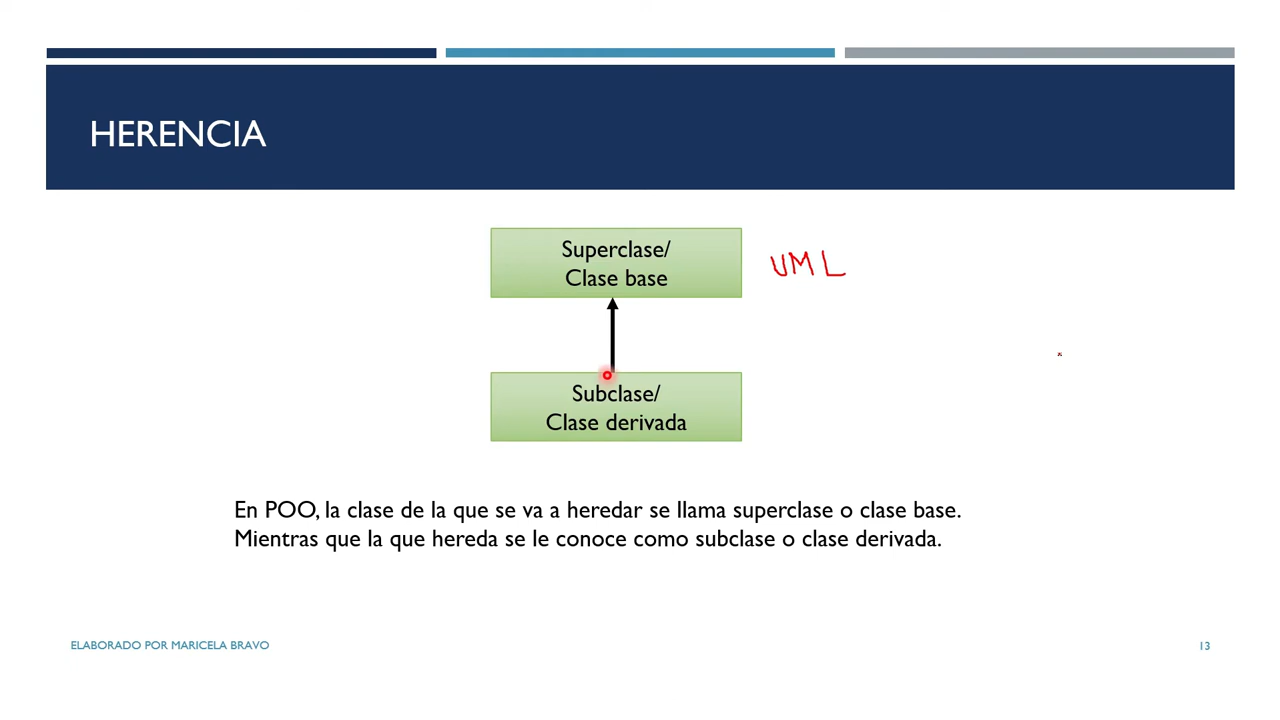 HERENCIA
Superclase/
Clase base
UML
Subclase/
Clase derivada
En POO, la clase de la que se va a heredar se llama superclase o clase base.
Mientras que la que hereda se le conoce como subclase o clase derivada.
ELABORADO POR MARICELA BRAVO
13